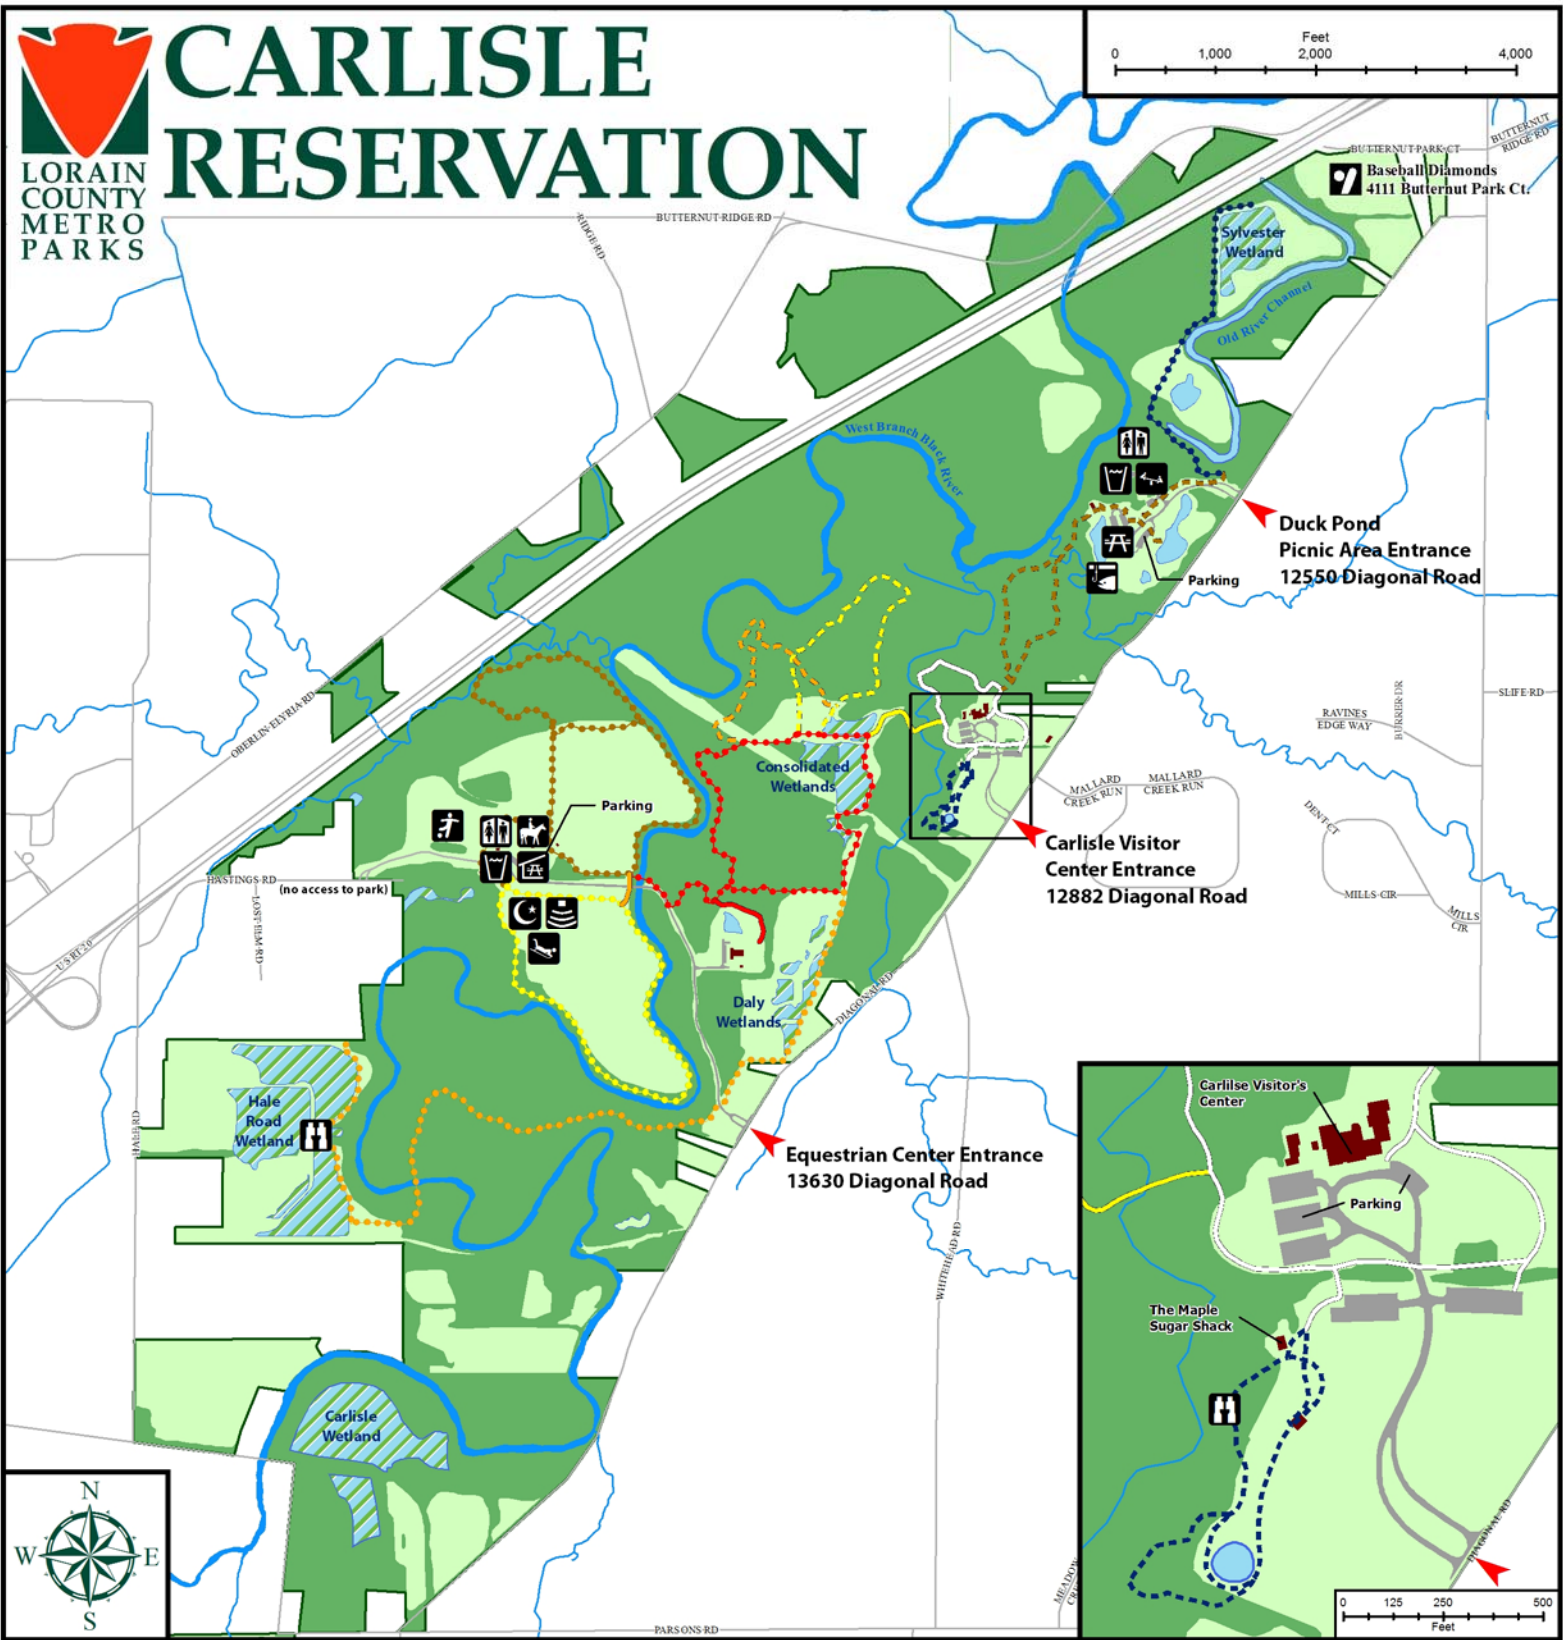 CARLISLE
RESERVATION
LORAIN
COUNTY
METRO
PARKS
Feet
0 1,000 2,000 4,000
BUTTERNUT
RIDGE RD
BUTTERNUT PARK CT
Baseball Diamonds
4111 Butternut Park Ct.
BUTTERNUT RIDGE RD
RIDGE RD
Sylvester
Wetland
Old River Channel
West Branch Black River
Duck Pond
Picnic Area Entrance
12550 Diagonal Road
Parking
SLIFE RD
BURRER DR
RAVINES
EDGE WAY
OBERLIN ELYRIA RD
MALLARD
CREEK RUN
MALLARD
CREEK RUN
Consolidated
Wetlands
Parking
DENT CT
Carlisle Visitor
Center Entrance
12882 Diagonal Road
HASTINGS RD
(no access to park)
LOST ELM RD
MILLS CIR
MILLS
CIR
US RT 20
Daly
Wetlands
DIAGONAL RD
Hale
Road
Wetland
HALE RD
Equestrian Center Entrance
13630 Diagonal Road
WHITEHEAD RD
Carlisle
Wetland
N
W E
S
PARSONS RD
MEADOW
Carlilse Visitor's
Center
Parking
The Maple
Sugar Shack
DIAGONAL RD
0 125 250 500
Feet